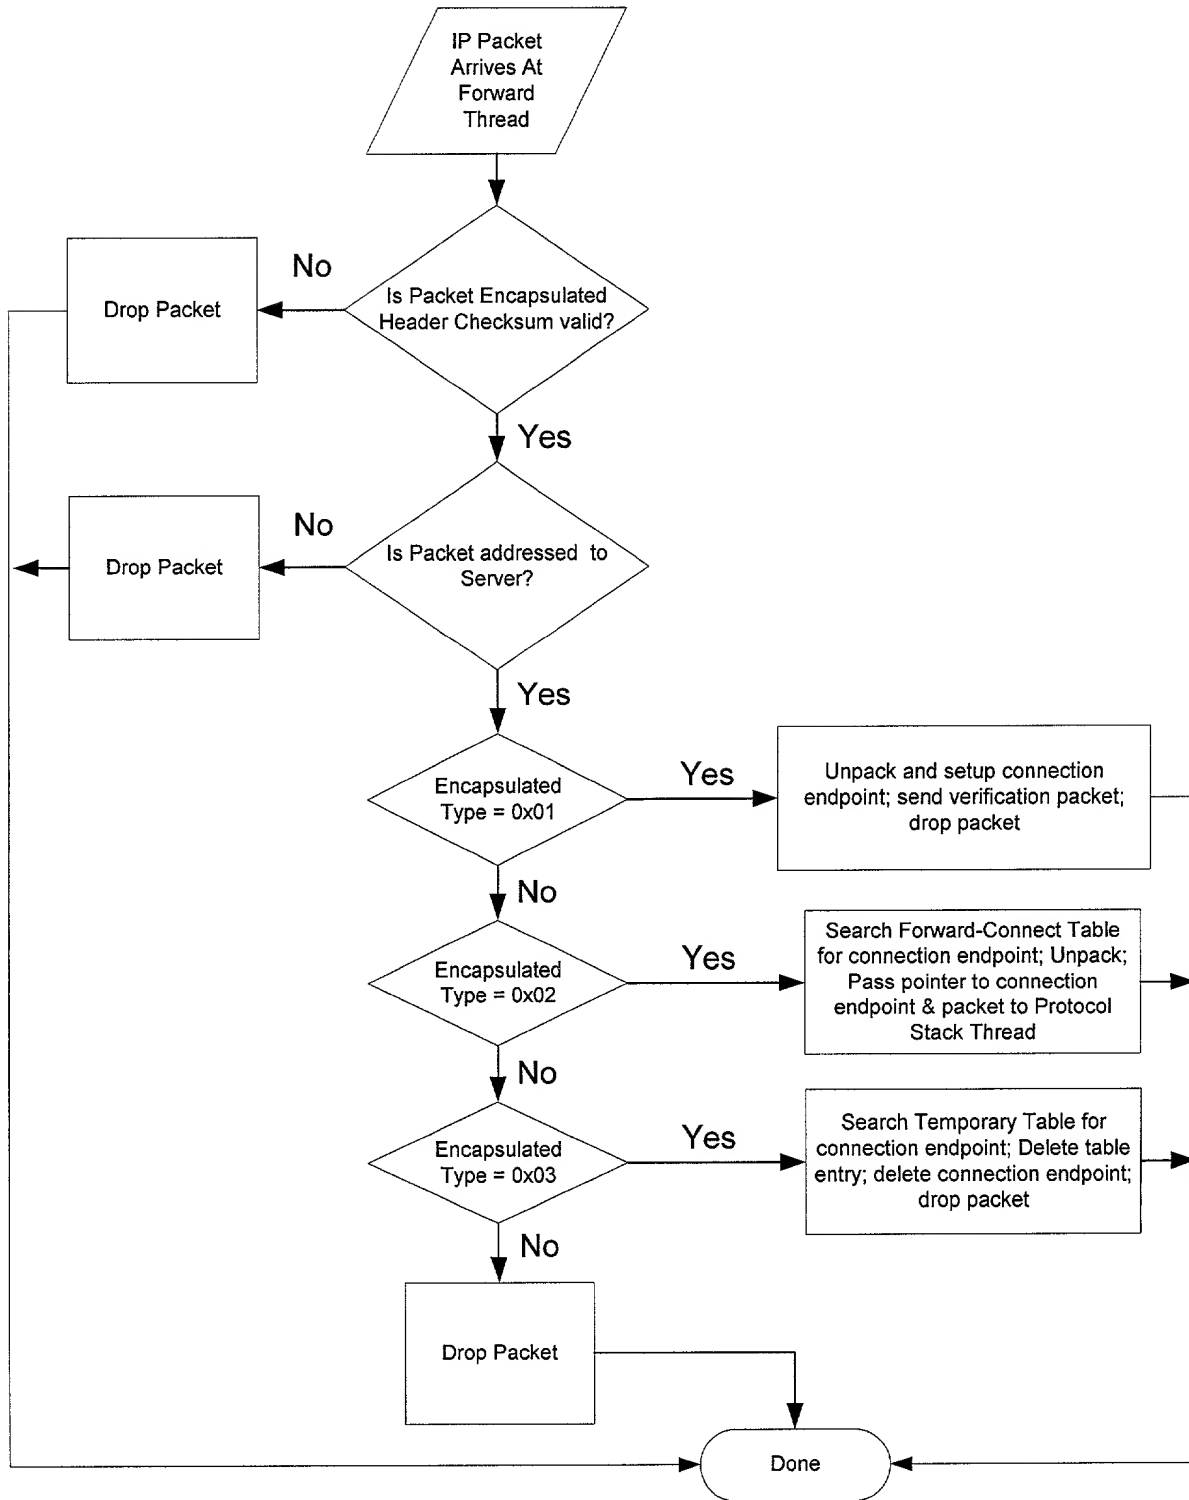 IP Packet
Arrives At
Forward
Thread
No
Drop Packet
Is Packet Encapsulated
Header Checksum valid?
Yes
No
Drop Packet
Is Packet addressed to
Server?
Yes
Encapsulated
Type = 0x01
Yes
Unpack and setup connection
endpoint; send verification packet;
drop packet
No
Encapsulated
Type = 0x02
Yes
Search Forward-Connect Table
for connection endpoint; Unpack;
Pass pointer to connection
endpoint & packet to Protocol
Stack Thread
No
Encapsulated
Type = 0x03
Yes
Search Temporary Table for
connection endpoint; Delete table
entry; delete connection endpoint;
drop packet
No
Drop Packet
Done